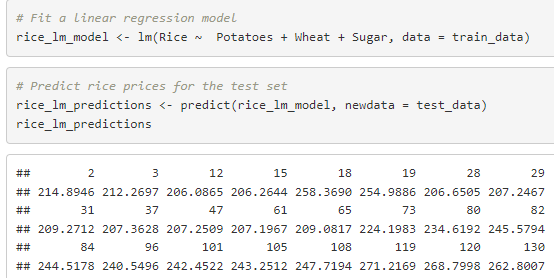 # Fit a linear regression model
rice_lm_model <- lm(Rice ~  Potatoes + Wheat + Sugar, data = train_data)
# Predict rice prices for the test set
rice_lm_predictions <- predict(rice_lm_model, newdata = test_data)
rice_lm_predictions
##        2        3       12       15       18       19       28       29
## 214.8946 212.2697 206.0865 206.2644 258.3690 254.9886 206.6505 207.2467
##       31       37       47       61       65       73       80       82
## 209.2712 207.3628 207.2509 207.1967 209.0817 224.1983 234.6192 245.5794
##       84       96      101      105      108      119      120      130
## 244.5178 240.5496 242.4522 243.2512 247.7194 271.2169 268.7998 262.8007